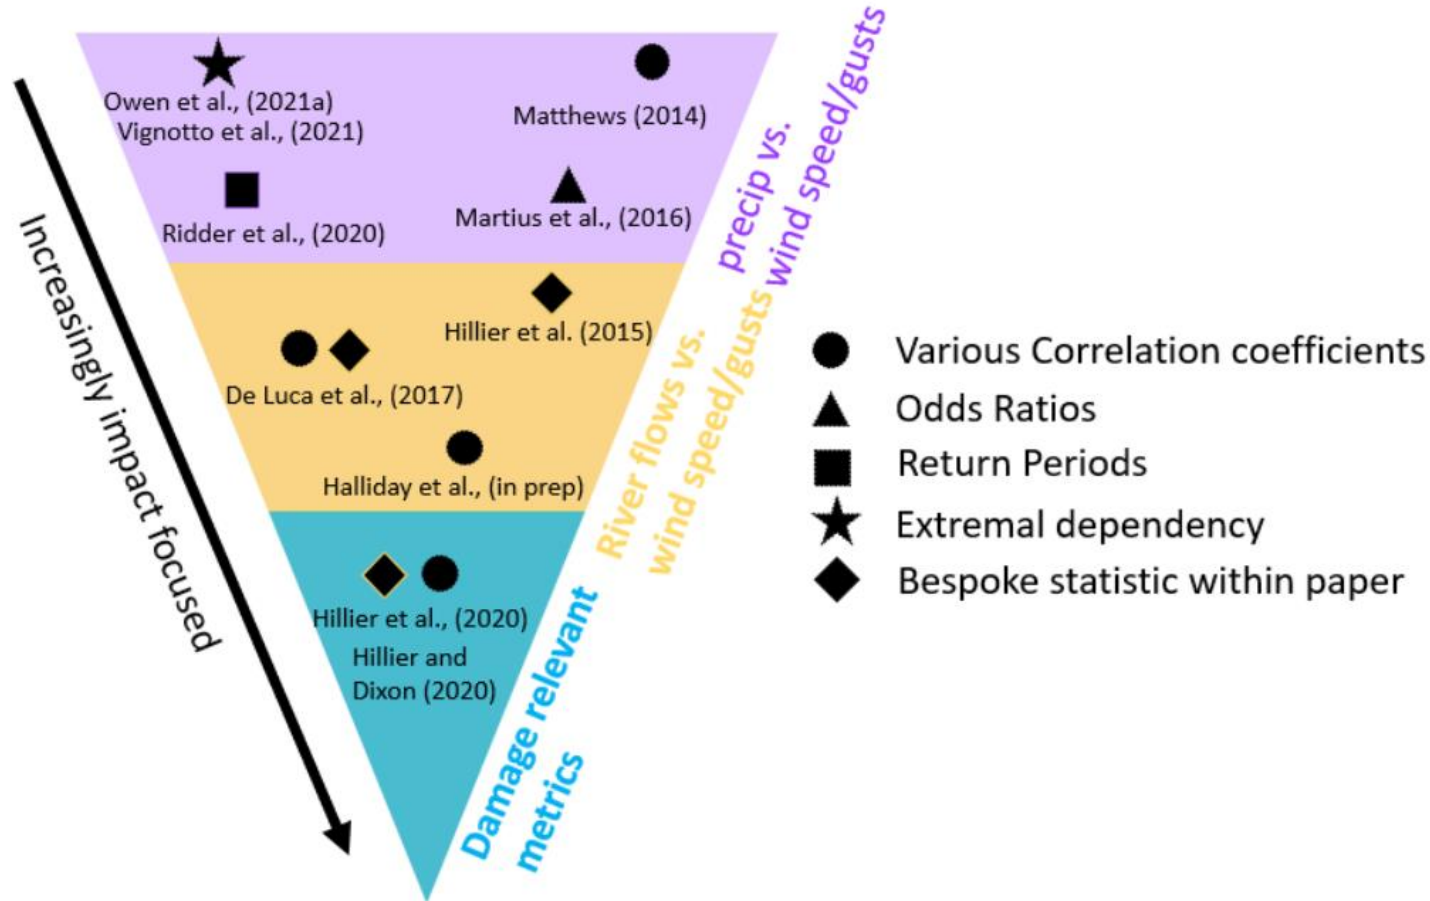 Owen et al., (2021a)
Vignotto et al., (2021)
Matthews (2014)
Ridder et al., (2020)
Martius et al., (2016)
precip vs.
wind speed/gusts
Increasingly impact focused
Hillier et al. (2015)
De Luca et al., (2017)
Halliday et al., (in prep)
River flows vs.
wind speed/gusts
Hillier et al., (2020)
Hillier and
Dixon (2020)
Damage relevant
metrics
Various Correlation coefficients
Odds Ratios
Return Periods
Extremal dependency
Bespoke statistic within paper